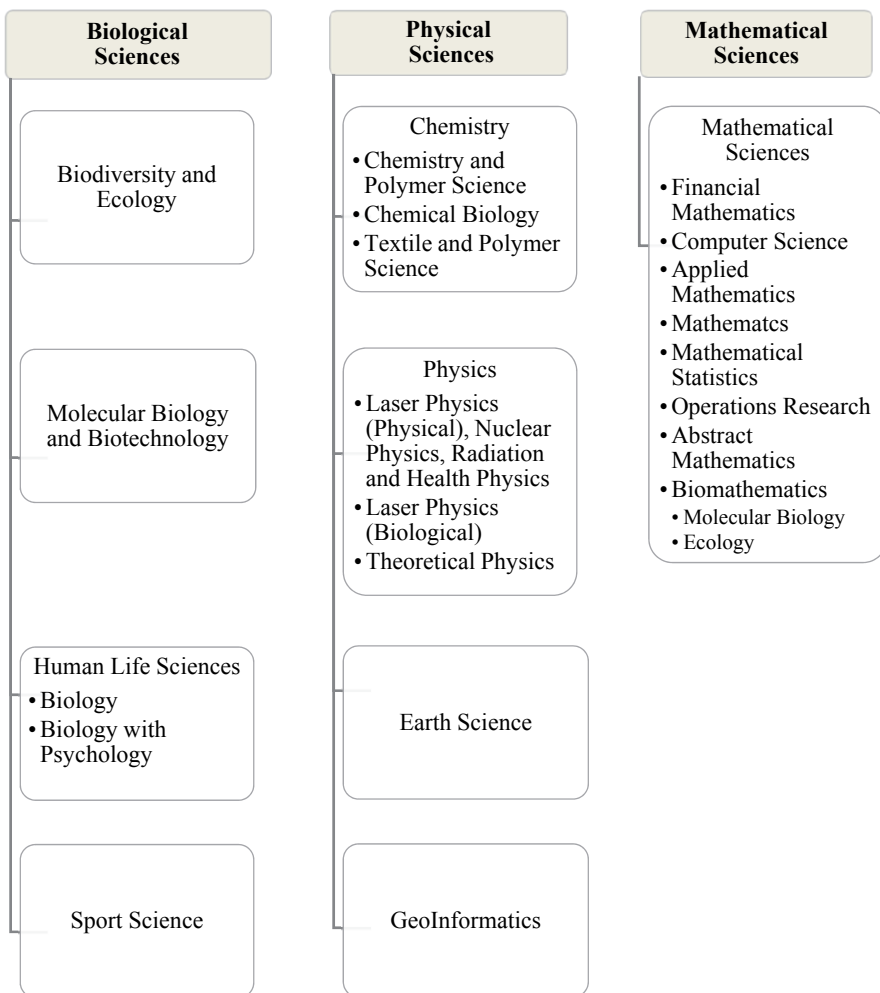 Biological
Sciences
Biodiversity and
Ecology
Molecular Biology
and Biotechnology
Human Life Sciences
• Biology
• Biology with
Psychology
Sport Science
Physical
Sciences
Chemistry
• Chemistry and
Polymer Science
• Chemical Biology
• Textile and Polymer
Science
Physics
• Laser Physics
(Physical), Nuclear
Physics, Radiation
and Health Physics
• Laser Physics
(Biological)
• Theoretical Physics
Earth Science
GeoInformatics
Mathematical
Sciences
Mathematical
Sciences
• Financial
Mathematics
• Computer Science
• Applied
Mathematics
• Mathematcs
• Mathematical
Statistics
• Operations Research
• Abstract
Mathematics
• Biomathematics
• Molecular Biology
• Ecology